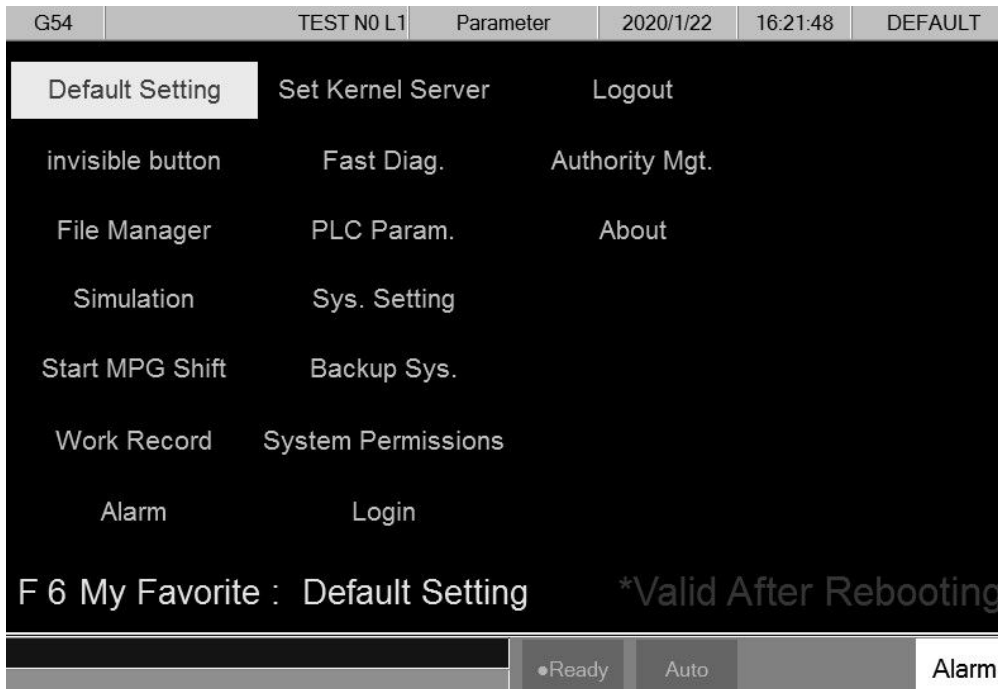 G54 TEST N0 L1 Parameter 2020/1/22 16:21:48 DEFAULT
Default Setting Set Kernel Server Logout
invisible button Fast Diag. Authority Mgt.
File Manager PLC Param. About
Simulation Sys. Setting
Start MPG Shift Backup Sys.
Work Record System Permissions
Alarm Login
F 6 My Favorite : Default Setting *Valid After Rebooting
●Ready Auto Alarm